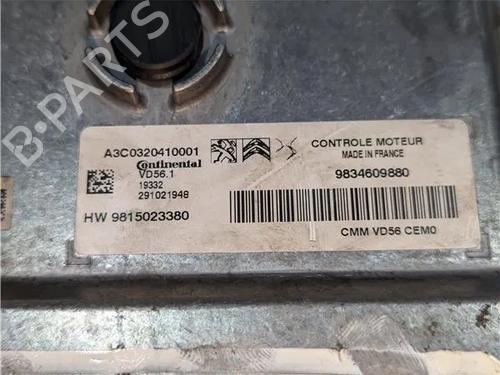 B-PARTS
A3C0320410001
Continental
VD56.1
19332
291021948
HW 9815023380
CONTROLE MOTEUR
MADE IN FRANCE
9834609880
CMM VD56 CEM0